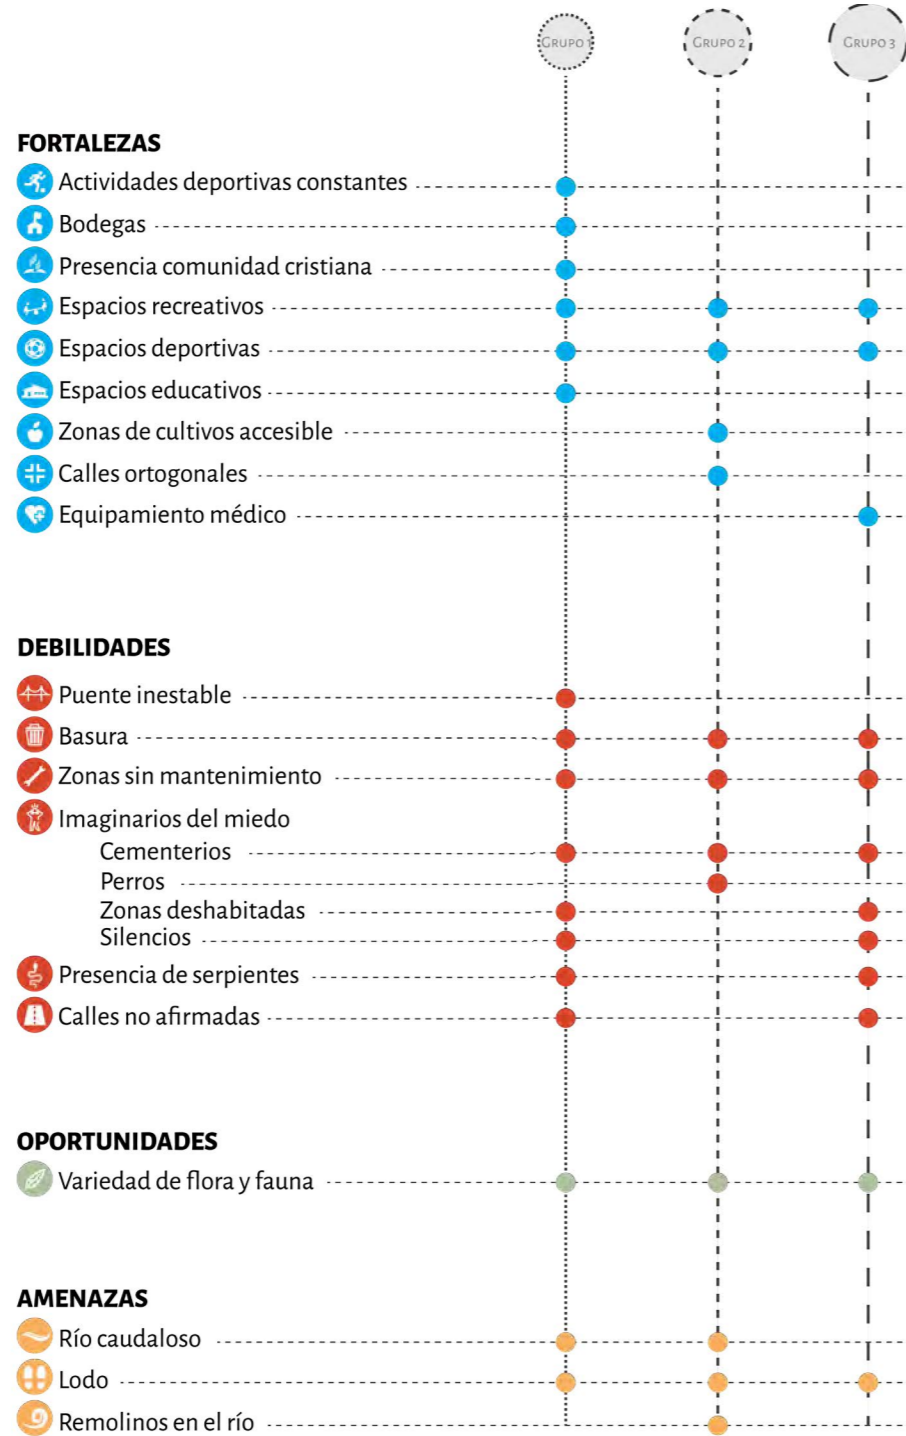 GRUPO 1
GRUPO 2
GRUPO 3
FORTALEZAS
Actividades deportivas constantes
Bodegas
Presencia comunidad cristiana
Espacios recreativos
Espacios deportivas
Espacios educativos
Zonas de cultivos accesible
Calles ortogonales
Equipamiento médico
DEBILIDADES
Puente inestable
Basura
Zonas sin mantenimiento
Imaginarios del miedo
Cementerios
Perros
Zonas deshabitadas
Silencios
Presencia de serpientes
Calles no afirmadas
OPORTUNIDADES
Variedad de flora y fauna
AMENAZAS
Río caudaloso
Lodo
Remolinos en el río